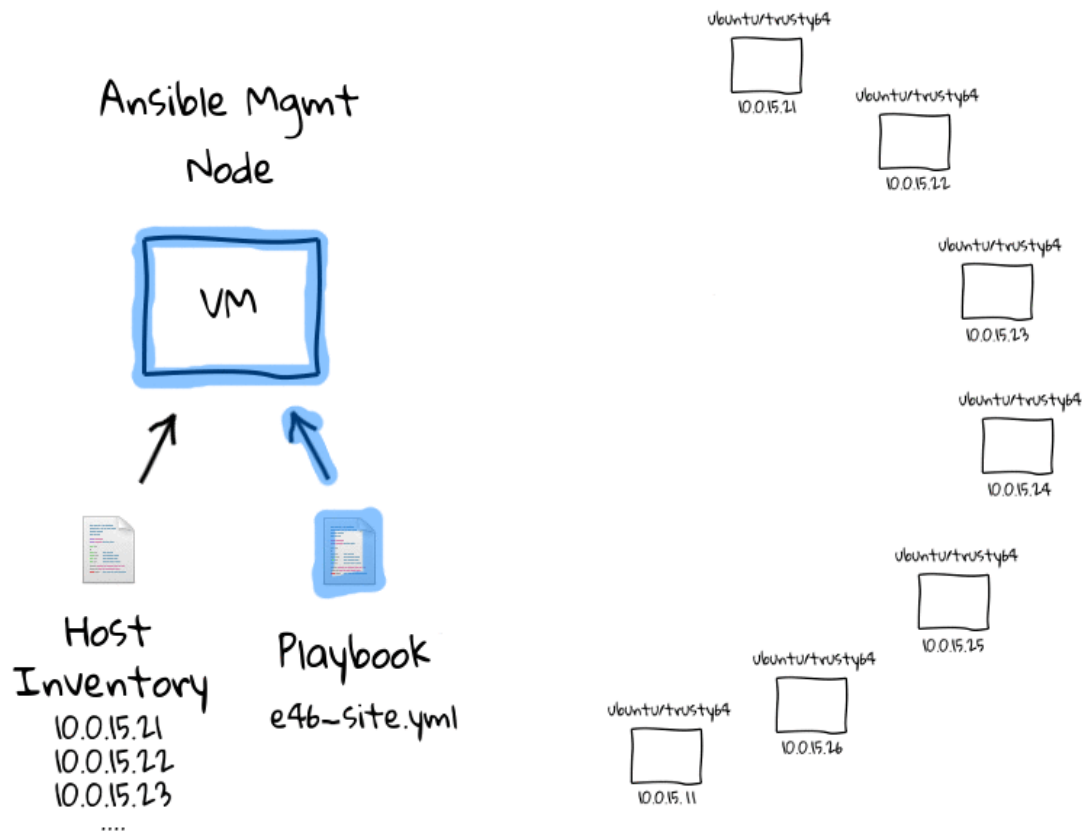 Ansible Mgmt
Node
VM
Host
Inventory
10.0.15.21
10.0.15.22
10.0.15.23
....
Playbook
e46-site.yml
ubuntu/trusty64
10.0.15.21
ubuntu/trusty64
10.0.15.22
ubuntu/trusty64
10.0.15.23
ubuntu/trusty64
10.0.15.24
ubuntu/trusty64
10.0.15.25
ubuntu/trusty64
10.0.15.26
ubuntu/trusty64
10.0.15.11